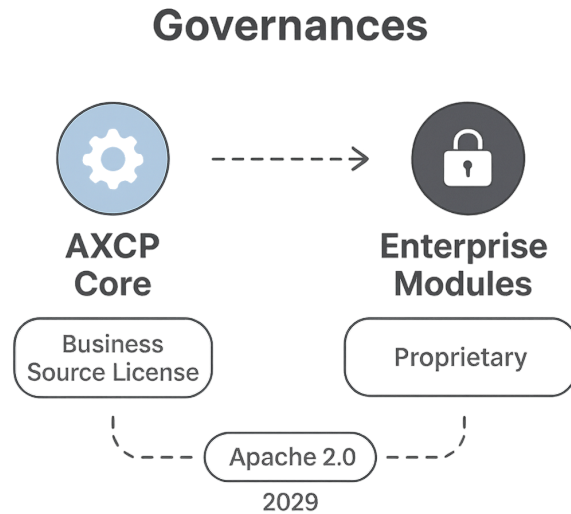 Governances
AXCP
Core
Enterprise
Modules
Business
Source License
Proprietary
Apache 2.0
2029